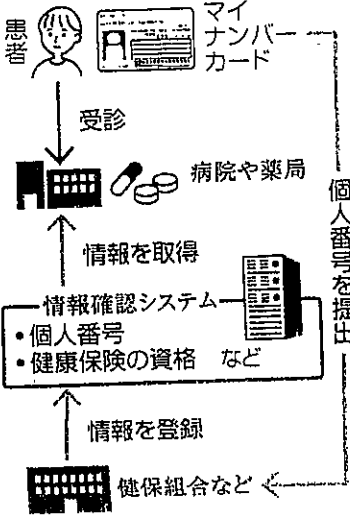 患者
マイ
ナンバー
カード
受診
病院や薬局
個人番号を提出
情報を取得
情報確認システム
•個人番号
•健康保険の資格 など
情報を登録
健保組合など